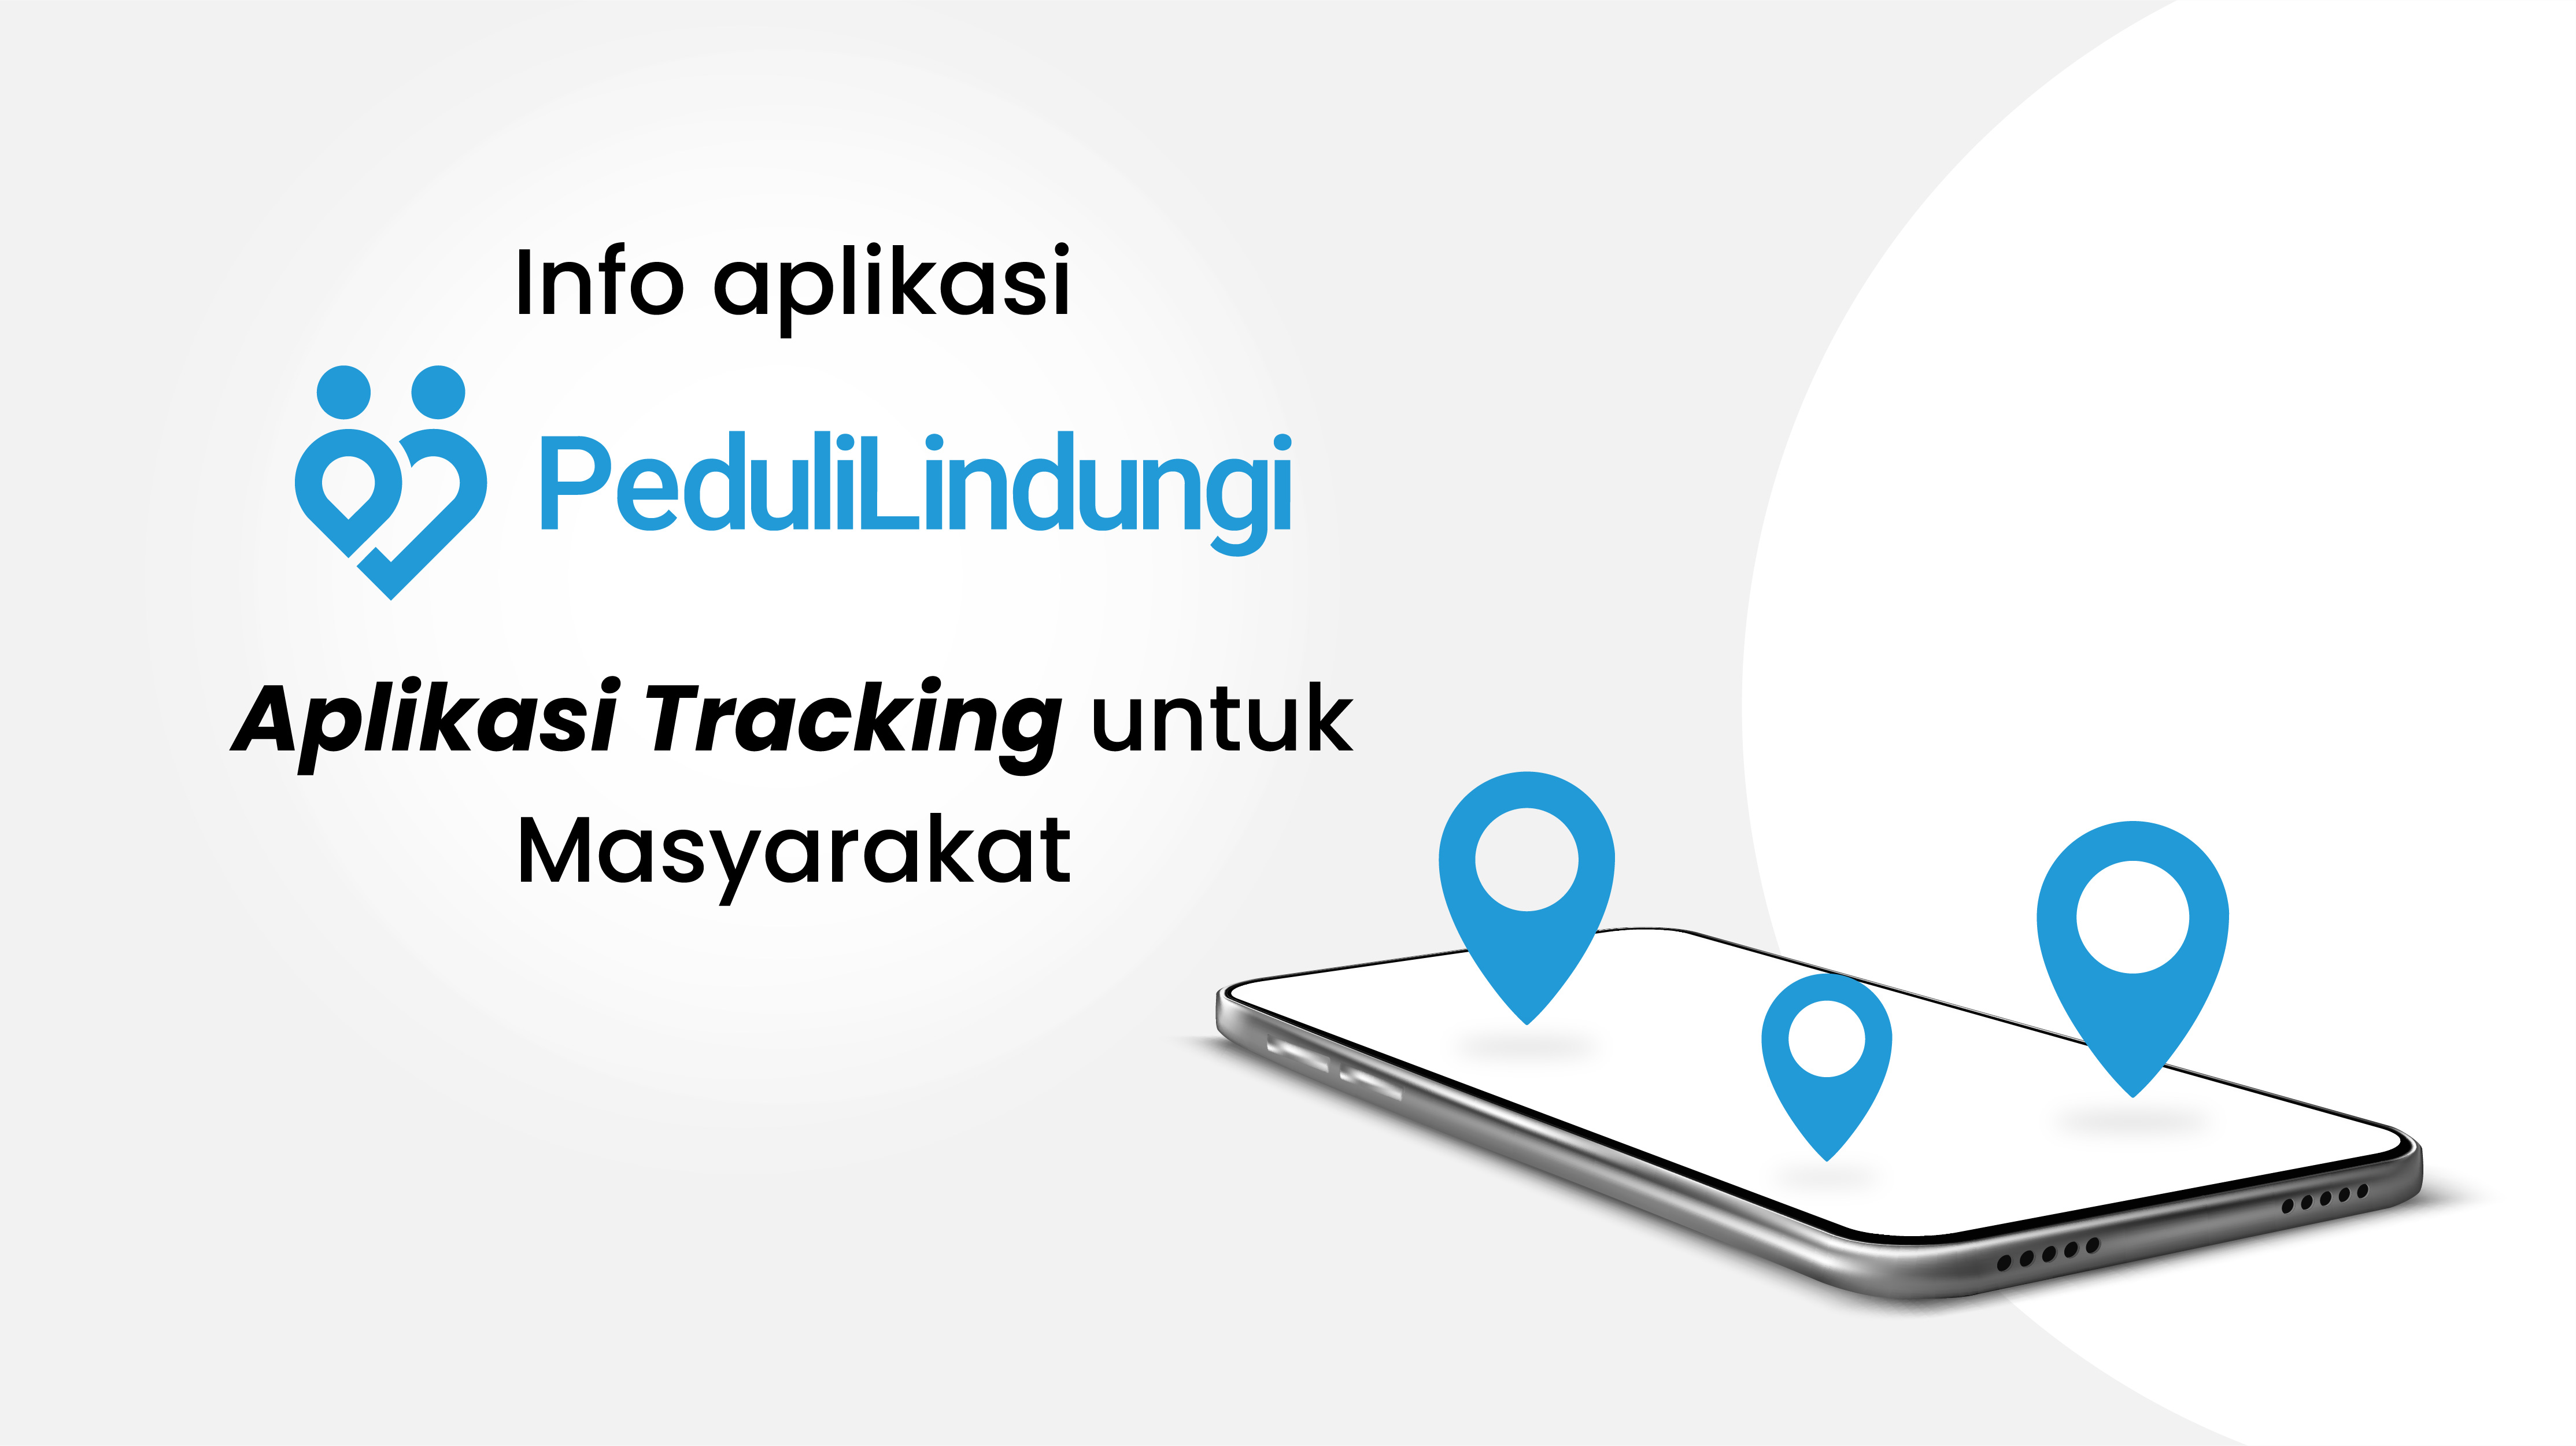 Info aplikasi
PeduliLindungi
Aplikasi Tracking untuk
Masyarakat